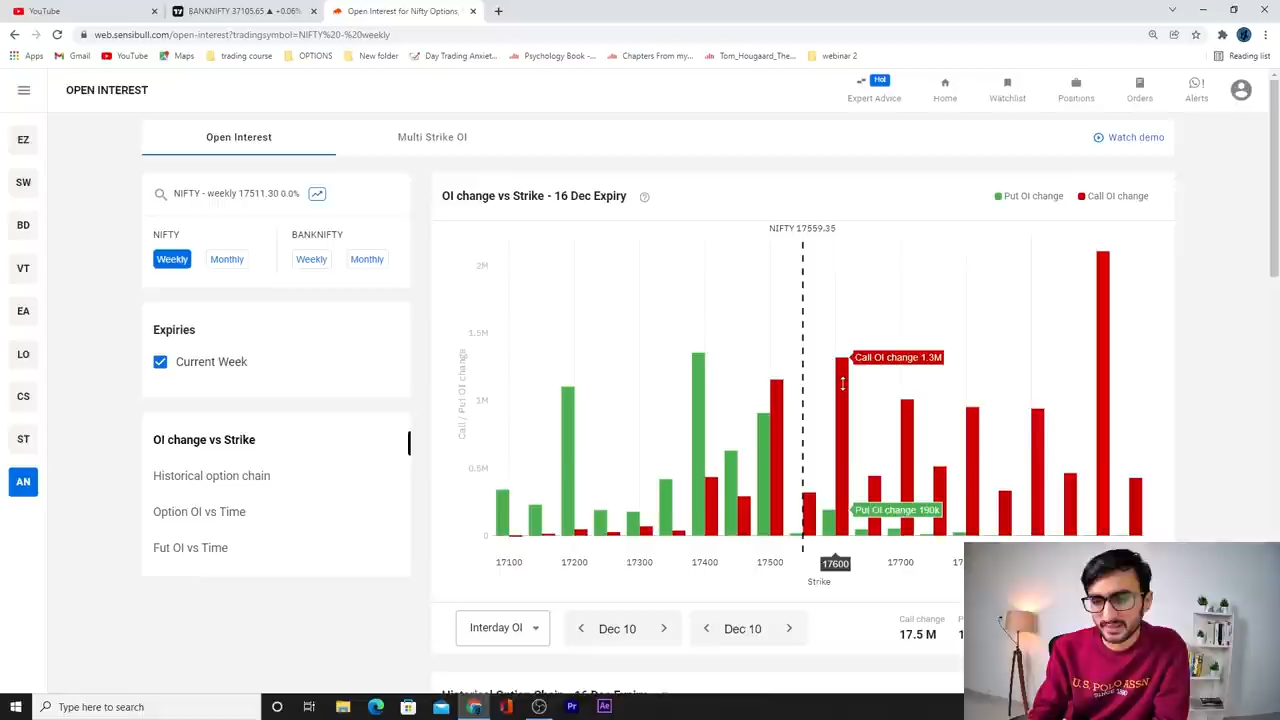 YouTube
BANKNIFTY 37105.65 ▲ +0.06%
Open Interest for Nifty Options,
web.sensibull.com/open-interest?tradingsymbol=NIFTY%20-%20weekly
Apps
Gmail
YouTube
Maps
trading course
OPTIONS
New folder
Day Trading Anxiet...
Psychology Book -...
Chapters From my...
Tom_Hougaard_The...
webinar 2
Reading list
OPEN INTEREST
Hot
Expert Advice
Home
Watchlist
Positions
Orders
Alerts
EZ
SW
BD
VT
EA
LO
CS
ST
AN
Open Interest
Multi Strike OI
Watch demo
NIFTY - weekly 17511.30 0.0%
NIFTY
BANKNIFTY
Weekly
Monthly
Weekly
Monthly
Expiries
Current Week
OI change vs Strike
Historical option chain
Option OI vs Time
Fut OI vs Time
OI change vs Strike - 16 Dec Expiry
Put OI change
Call OI change
NIFTY 17559.35
2M
1.5M
1M
0.5M
0
Call / Put OI change
Call OI change 1.3M
Put OI change 190k
17100
17200
17300
17400
17500
17600
17700
Strike
Interday OI
Dec 10
Dec 10
Call change
17.5 M
Type here to search
U.S. POLO ASSN.